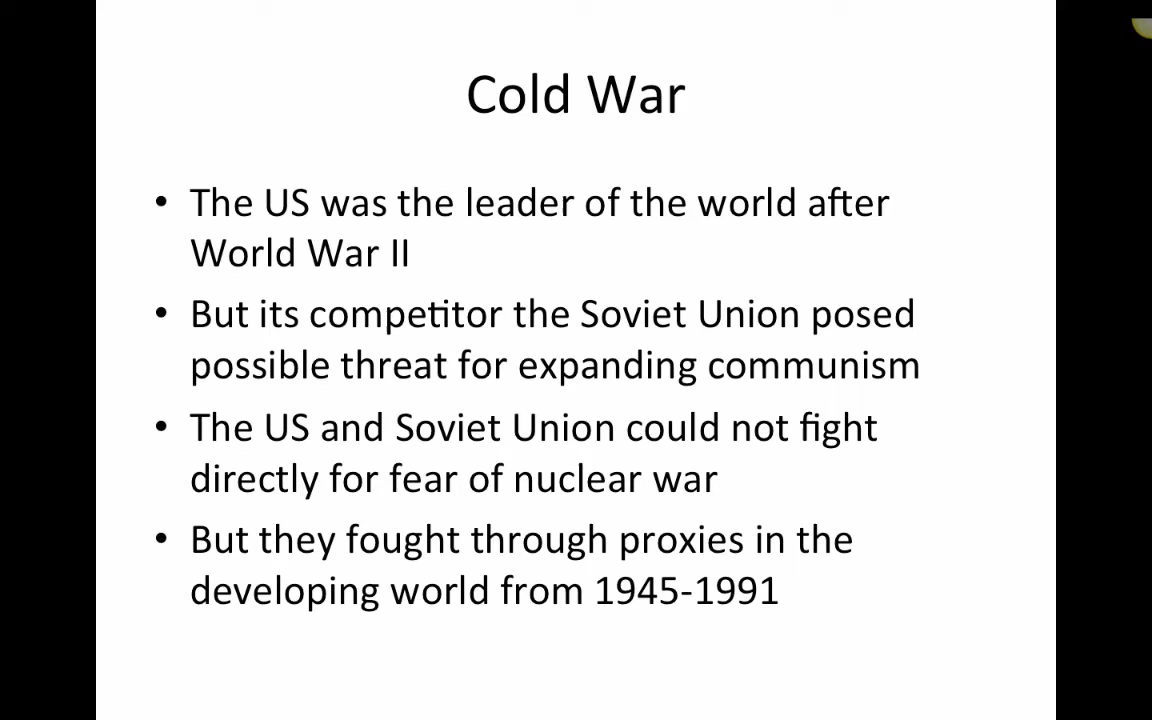 Cold War
• The US was the leader of the world after
World War II
• But its competitor the Soviet Union posed
possible threat for expanding communism
• The US and Soviet Union could not fight
directly for fear of nuclear war
• But they fought through proxies in the
developing world from 1945-1991